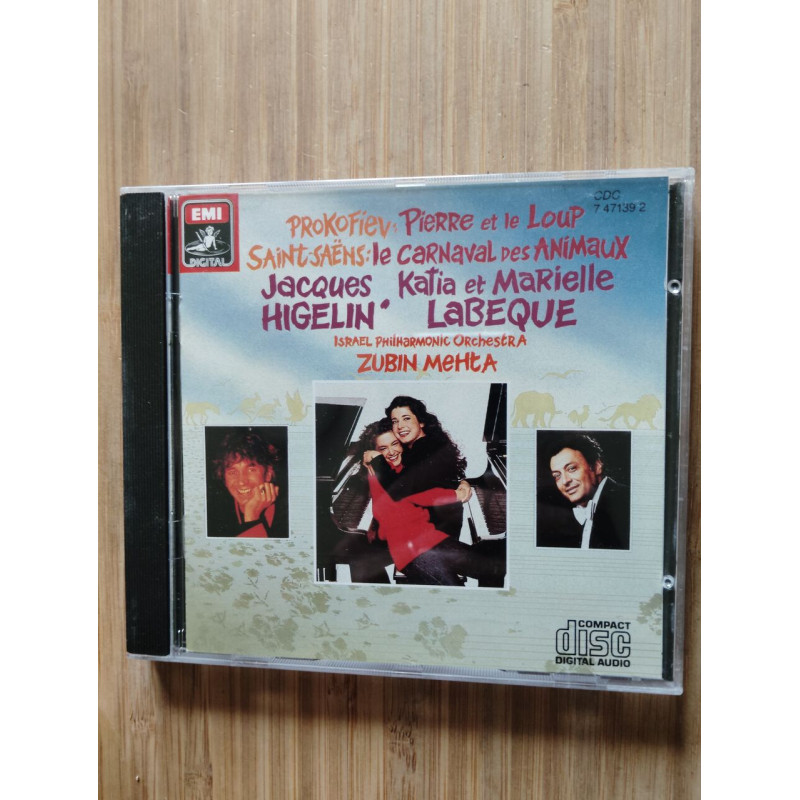 EMI
DIGITAL
CDC
7 47139 2
PROKOFIEV: PIERRE et le LOUP
SAINT-SAËNS: le CARNAVAL DES ANIMAUX
JACQUES KATIA et MARIELLE
HIGELIN* LABEQUE
ISRAEL PHILHARMONIC ORCHESTRA
ZUBIN MEHTA
COMPACT
disc
DIGITAL AUDIO